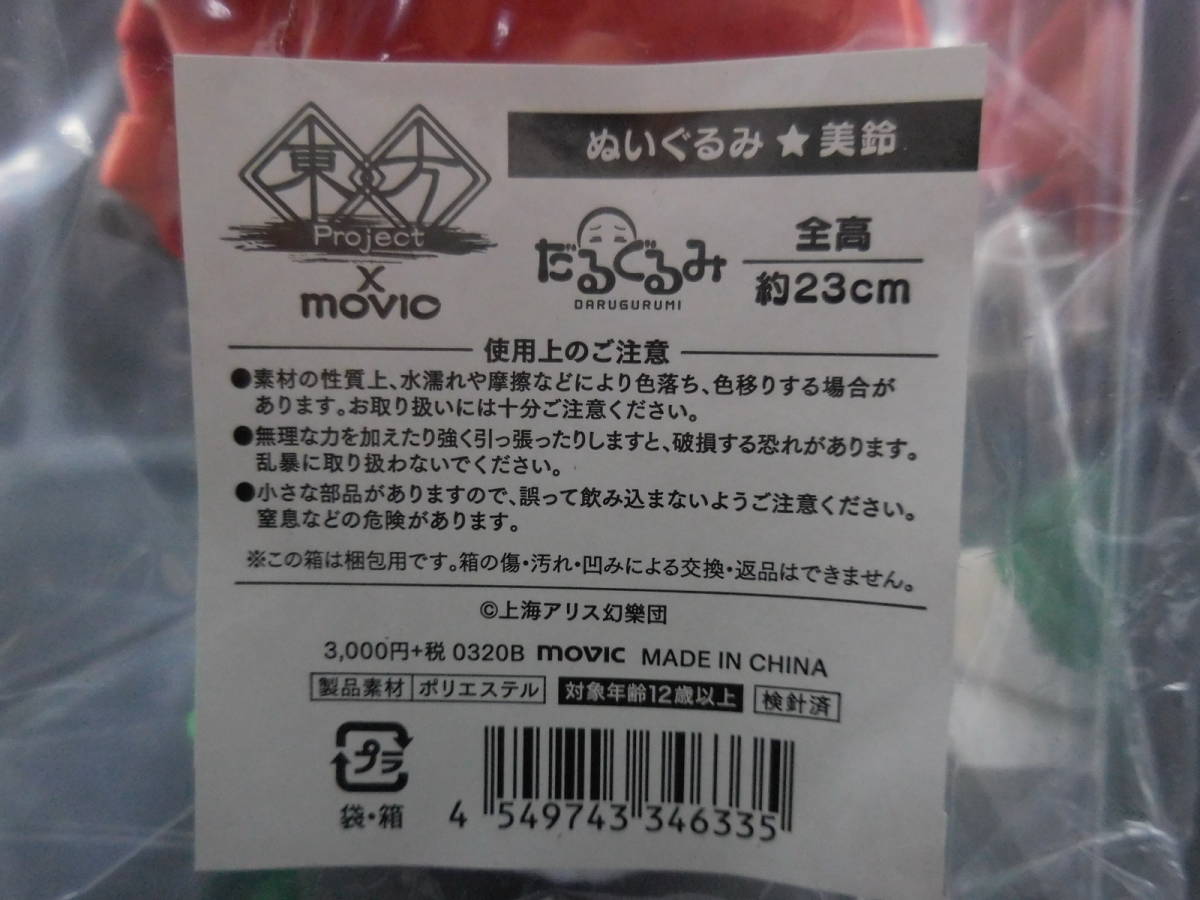 東方
Project
×
movic
ぬいぐるみ★美鈴
だるぐるみ
DARUGURUMI
全高
約23cm
使用上のご注意
●素材の性質上、水濡れや摩擦などにより色落ち、色移りする場合が
あります。お取り扱いには十分ご注意ください。
●無理な力を加えたり強く引っ張ったりしますと、破損する恐れがあります。
乱暴に取り扱わないでください。
●小さな部品がありますので、誤って飲み込まないようご注意ください。
窒息などの危険があります。
※この箱は梱包用です。箱の傷・汚れ・凹みによる交換・返品はできません。
©上海アリス幻樂団
3,000円+税 0320B movic MADE IN CHINA
製品素材 ポリエステル 対象年齢12歳以上 検針済
プラ
袋・箱
4 549743 346335